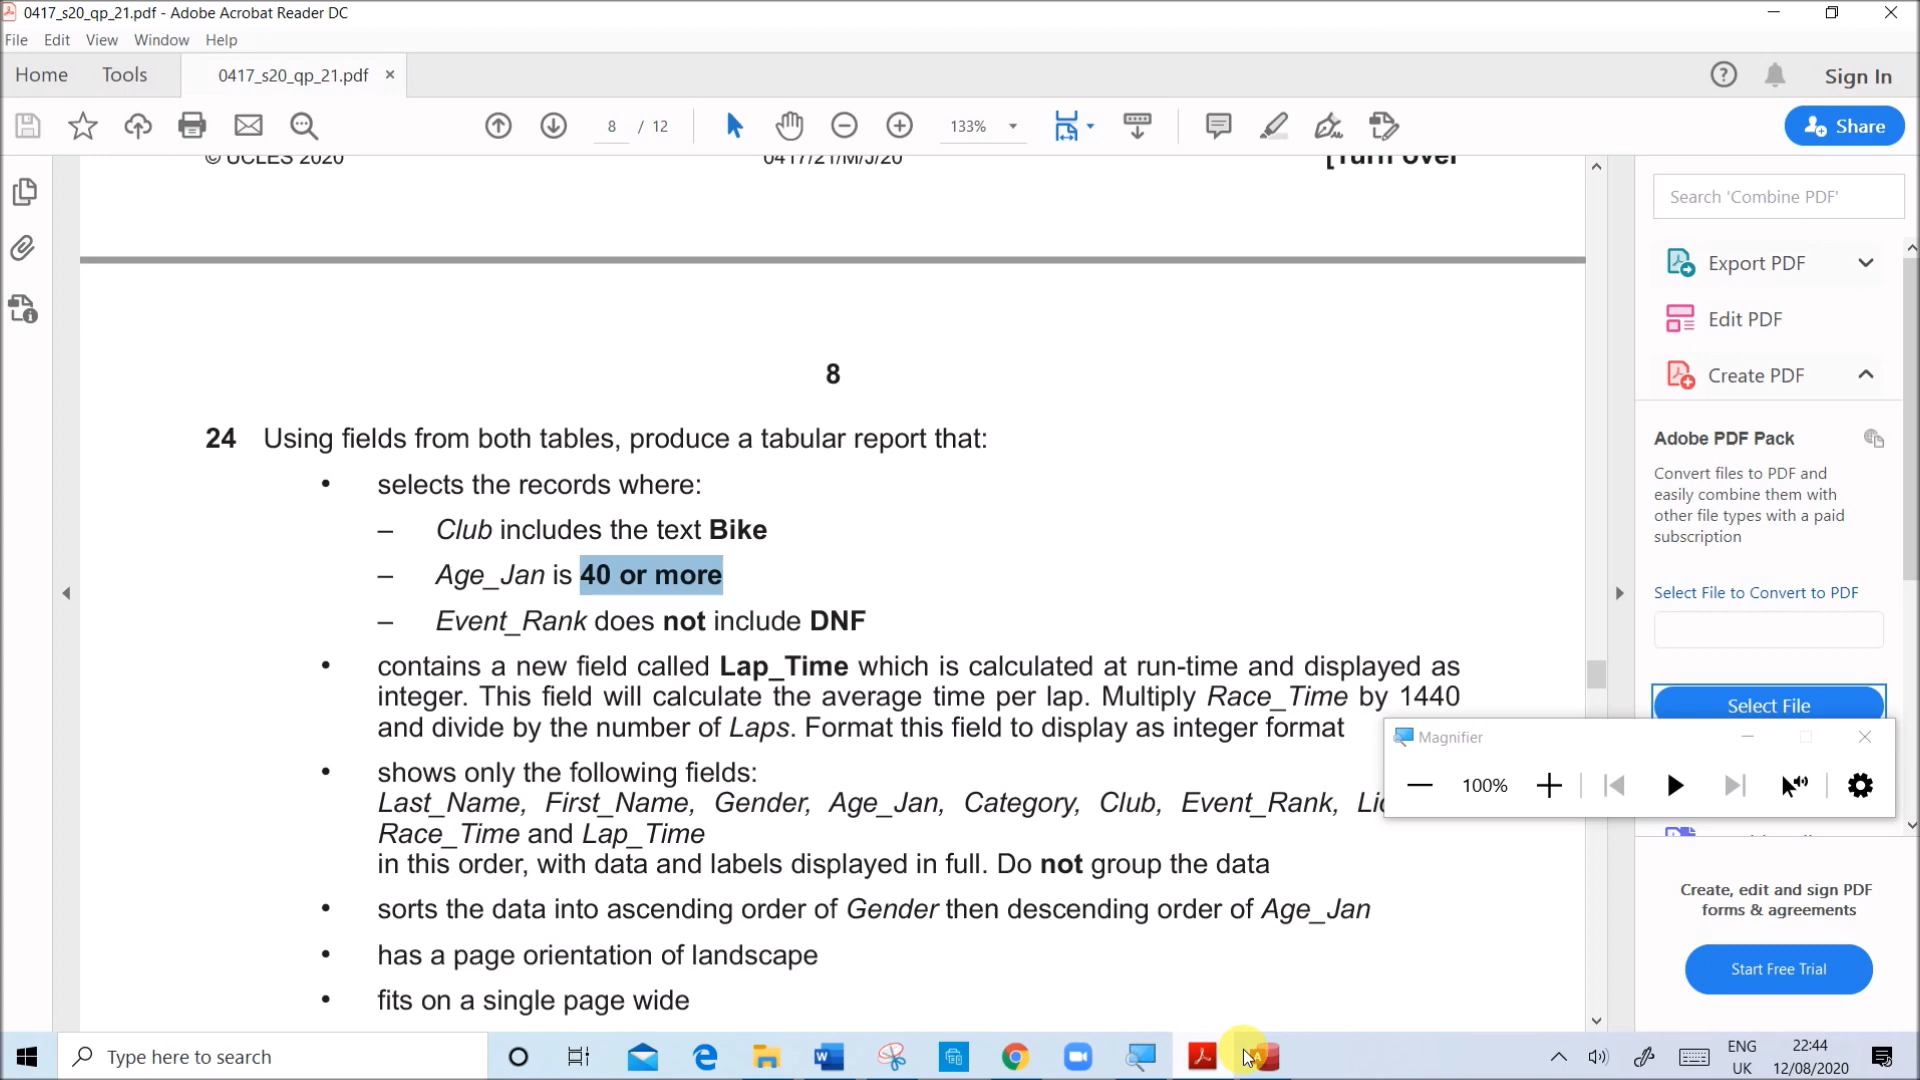 0417_s20_qp_21.pdf - Adobe Acrobat Reader DC
File Edit View Window Help
Home Tools 0417_s20_qp_21.pdf × Sign In
8 / 12 133% Share
© UCLES 2020 0417/21/M/J/20 [Turn over
8
24 Using fields from both tables, produce a tabular report that:
• selects the records where:
– Club includes the text Bike
– Age_Jan is 40 or more
– Event_Rank does not include DNF
• contains a new field called Lap_Time which is calculated at run-time and displayed as
integer. This field will calculate the average time per lap. Multiply Race_Time by 1440
and divide by the number of Laps. Format this field to display as integer format
• shows only the following fields:
Last_Name, First_Name, Gender, Age_Jan, Category, Club, Event_Rank,
Race_Time and Lap_Time
in this order, with data and labels displayed in full. Do not group the data
• sorts the data into ascending order of Gender then descending order of Age_Jan
• has a page orientation of landscape
• fits on a single page wide
Search 'Combine PDF'
Export PDF
Edit PDF
Create PDF
Adobe PDF Pack
Convert files to PDF and
easily combine them with
other file types with a paid
subscription
Select File to Convert to PDF
Select File
Magnifier
100%
Create, edit and sign PDF
forms & agreements
Start Free Trial
Type here to search
ENG
UK
22:44
12/08/2020